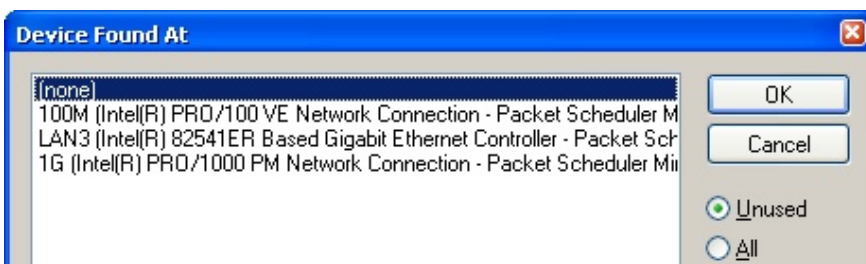 Device Found At
(none)
100M (Intel(R) PRO/100 VE Network Connection - Packet Scheduler M
LAN3 (Intel(R) 82541ER Based Gigabit Ethernet Controller - Packet Sch
1G (Intel(R) PRO/1000 PM Network Connection - Packet Scheduler Mi
OK
Cancel
Unused
All